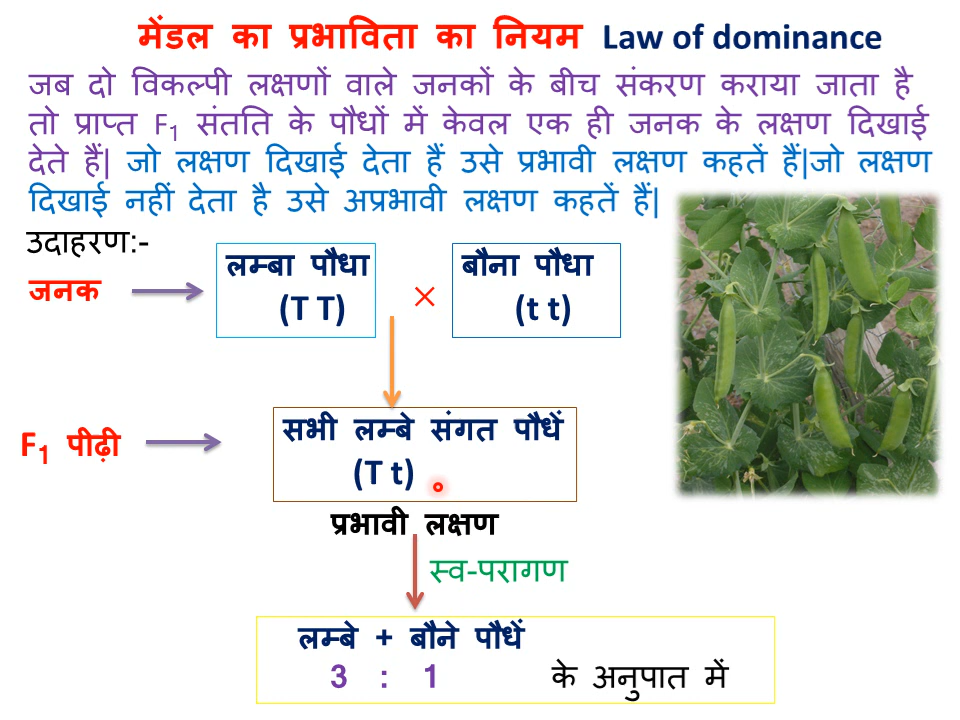 मेंडल का प्रभाविता का नियम Law of dominance
जब दो विकल्पी लक्षणों वाले जनकों के बीच संकरण कराया जाता है
तो प्राप्त F1 संतति के पौधों में केवल एक ही जनक के लक्षण दिखाई
देते हैं| जो लक्षण दिखाई देता हैं उसे प्रभावी लक्षण कहतें हैं|जो लक्षण
दिखाई नहीं देता है उसे अप्रभावी लक्षण कहतें हैं|
उदाहरण:-
जनक
लम्बा पौधा
(T T)
×
बौना पौधा
(t t)
F1 पीढ़ी
सभी लम्बे संगत पौधें
(T t)
प्रभावी लक्षण
स्व-परागण
लम्बे + बौने पौधें
3 : 1 के अनुपात में